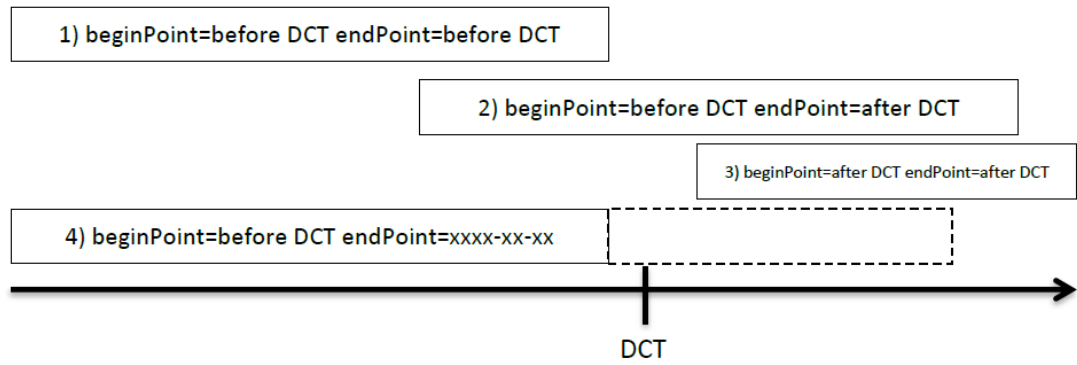 1) beginPoint=before DCT endPoint=before DCT
2) beginPoint=before DCT endPoint=after DCT
3) beginPoint=after DCT endPoint=after DCT
4) beginPoint=before DCT endPoint=xxxx-xx-xx
DCT